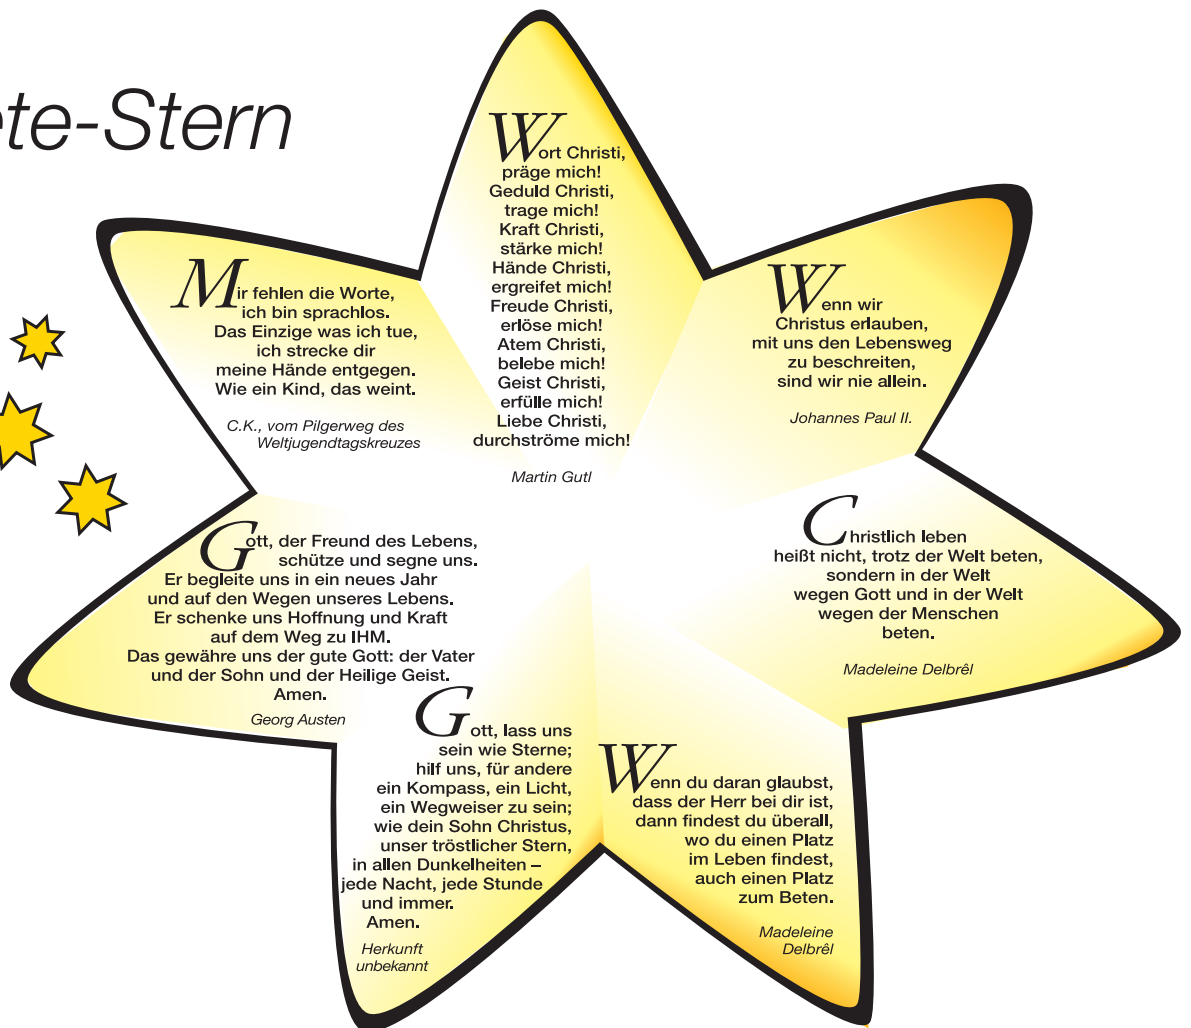 ete-Stern
Wort Christi,
präge mich!
Geduld Christi,
trage mich!
Kraft Christi,
stärke mich!
Hände Christi,
ergreifet mich!
Freude Christi,
erlöse mich!
Atem Christi,
belebe mich!
Geist Christi,
erfülle mich!
Liebe Christi,
durchströme mich!
Martin Gutl
Mir fehlen die Worte,
ich bin sprachlos.
Das Einzige was ich tue,
ich strecke dir
meine Hände entgegen.
Wie ein Kind, das weint.
C.K., vom Pilgerweg des
Weltjugendtagskreuzes
Wenn wir
Christus erlauben,
mit uns den Lebensweg
zu beschreiten,
sind wir nie allein.
Johannes Paul II.
Gott, der Freund des Lebens,
schütze und segne uns.
Er begleite uns in ein neues Jahr
und auf den Wegen unseres Lebens.
Er schenke uns Hoffnung und Kraft
auf dem Weg zu IHM.
Das gewähre uns der gute Gott: der Vater
und der Sohn und der Heilige Geist.
Amen.
Georg Austen
Christlich leben
heißt nicht, trotz der Welt beten,
sondern in der Welt
wegen Gott und in der Welt
wegen der Menschen
beten.
Madeleine Delbrêl
Gott, lass uns
sein wie Sterne;
hilf uns, für andere
ein Kompass, ein Licht,
ein Wegweiser zu sein;
wie dein Sohn Christus,
unser tröstlicher Stern,
in allen Dunkelheiten –
jede Nacht, jede Stunde
und immer.
Amen.
Herkunft
unbekannt
Wenn du daran glaubst,
dass der Herr bei dir ist,
dann findest du überall,
wo du einen Platz
im Leben findest,
auch einen Platz
zum Beten.
Madeleine
Delbrêl